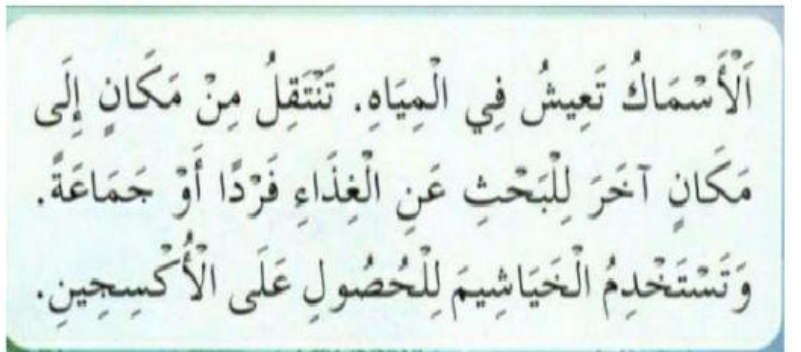 اَلْأَسْمَاكُ تَعِيشُ فِي الْمِيَاهِ. تَنْتَقِلُ مِنْ مَكَانٍ إِلَى
مَكَانٍ آخَرَ لِلْبَحْثِ عَنِ الْغِذَاءِ فَرْدًا أَوْ جَمَاعَةً.
وَتَسْتَخْدِمُ الْخَيَاشِيمَ لِلْحُصُولِ عَلَى الْأُكْسِجِينِ.